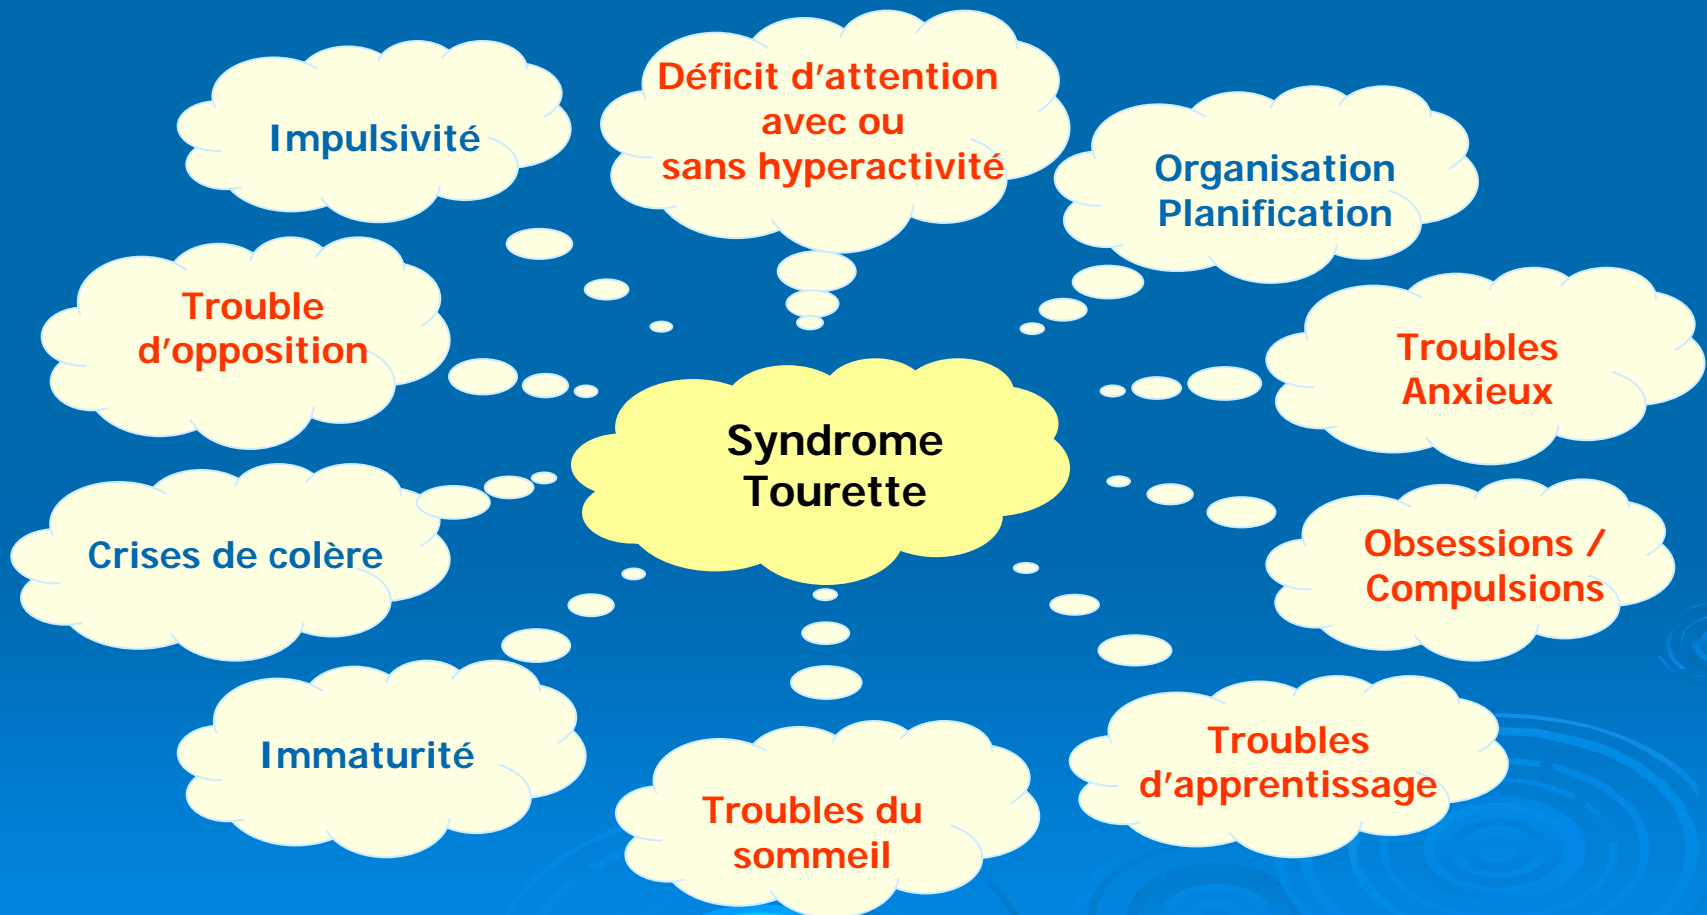 Déficit d'attention
avec ou
sans hyperactivité
Impulsivité
Organisation
Planification
Trouble
d'opposition
Troubles
Anxieux
Syndrome
Tourette
Crises de colère
Obsessions /
Compulsions
Immaturité
Troubles
d'apprentissage
Troubles du
sommeil